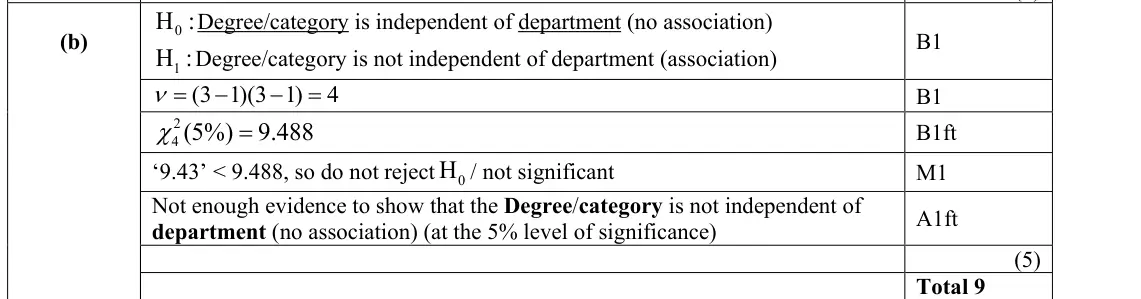 (b)
H₀ : Degree/category is independent of department (no association)
H₁ : Degree/category is not independent of department (association)
B1
ν = (3−1)(3−1) = 4
B1
χ²₄(5%) = 9.488
B1ft
‘9.43’ < 9.488, so do not reject H₀ / not significant
M1
Not enough evidence to show that the Degree/category is not independent of
department (no association) (at the 5% level of significance)
A1ft
(5)
Total 9